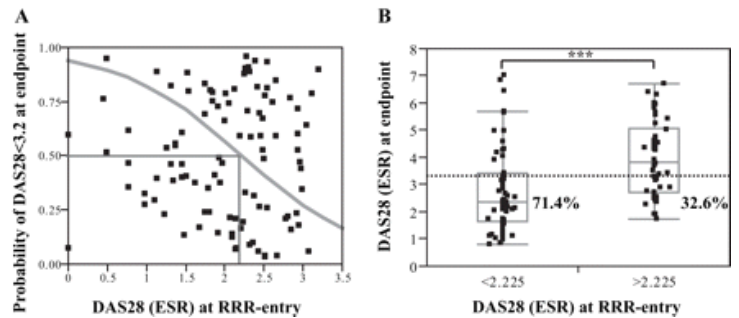 A
Probability of DAS28<3.2 at endpoint
1.00
0.75
0.50
0.25
0.00
0 0.5 1 1.5 2 2.5 3 3.5
DAS28 (ESR) at RRR-entry
B
DAS28 (ESR) at endpoint
8
7
6
5
4
3
2
1
0
***
71.4%
32.6%
<2.225 >2.225
DAS28 (ESR) at RRR-entry